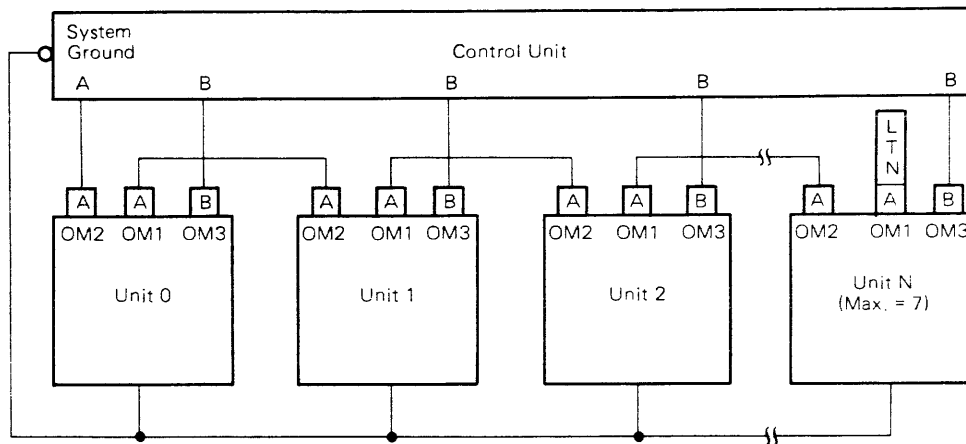 System
Ground
Control Unit
A B B B B
L
T
N
A A B A A B A A B A A B
OM2 OM1 OM3 OM2 OM1 OM3 OM2 OM1 OM3 OM2 OM1 OM3
Unit 0 Unit 1 Unit 2 Unit N
(Max. = 7)